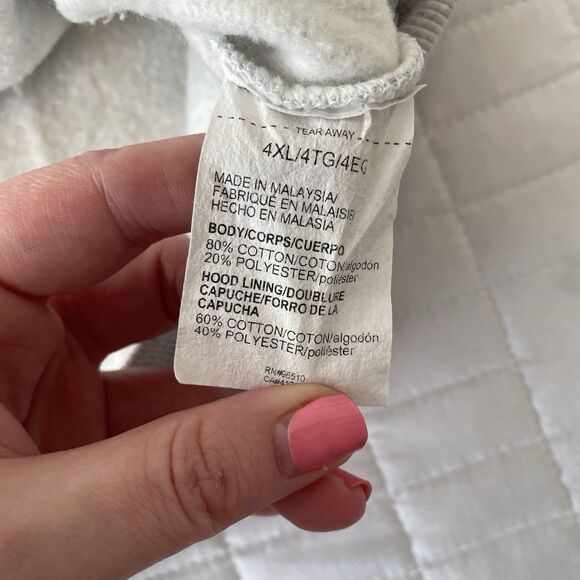 TEAR AWAY
4XL/4TG/4EG
MADE IN MALAYSIA/
FABRIQUÉ EN MALAISIE/
HECHO EN MALASIA
BODY/CORPS/CUERPO
80% COTTON/COTON/algodón
20% POLYESTER/poliéster
HOOD LINING/DOUBLURE
CAPUCHE/FORRO DE LA
CAPUCHA
60% COTTON/COTON/algodón
40% POLYESTER/poliéster
RN#95510